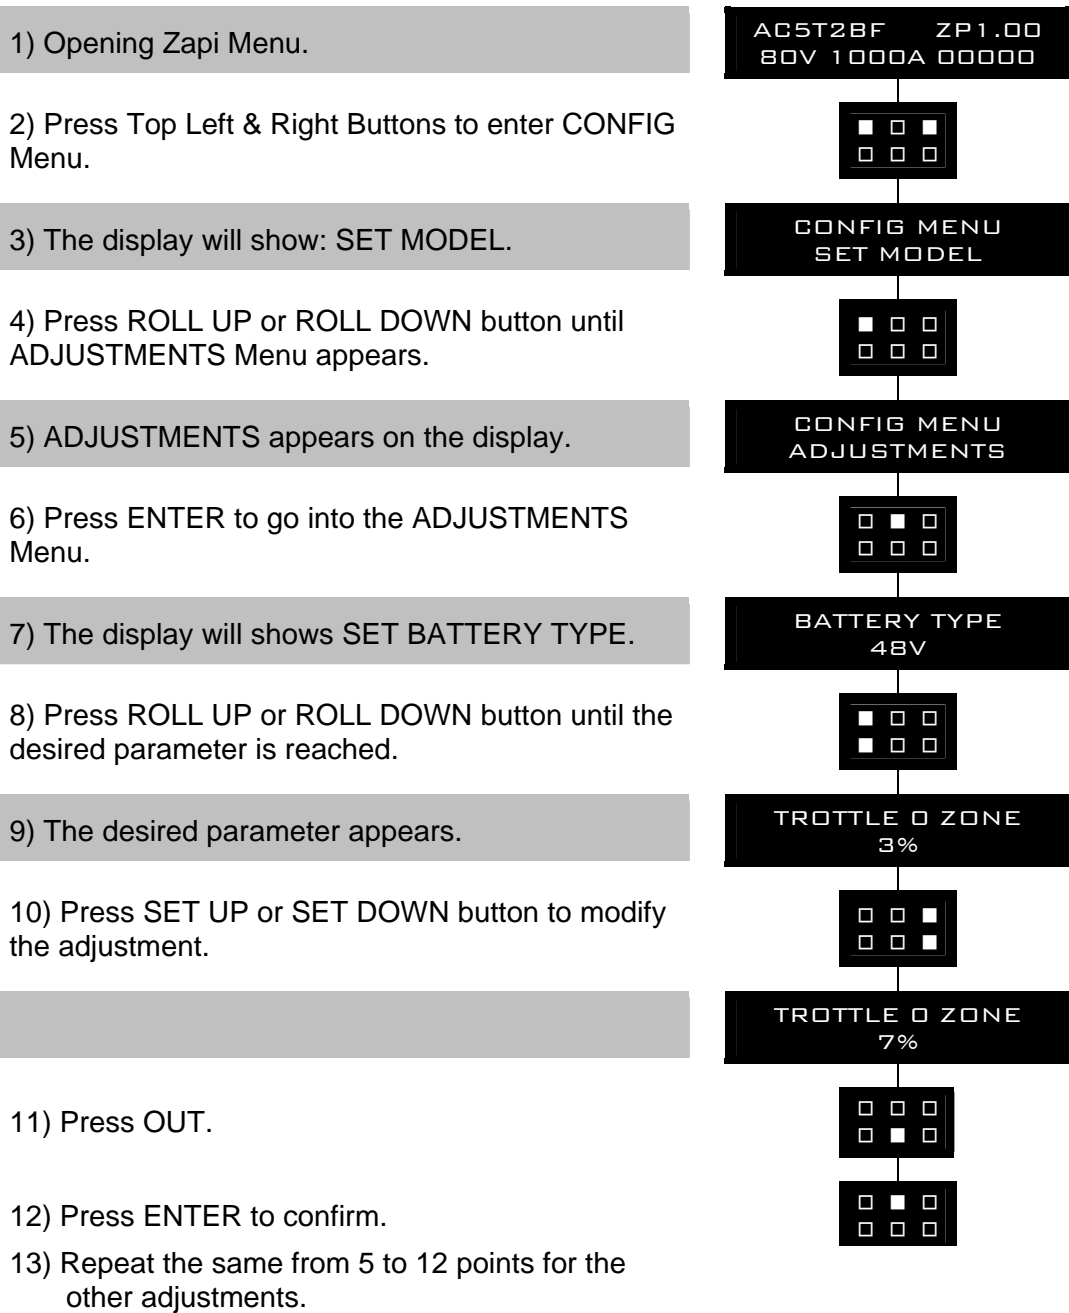 1) Opening Zapi Menu.
AC5T2BF ZP1.00
80V 1000A 00000
2) Press Top Left & Right Buttons to enter CONFIG
Menu.
3) The display will show: SET MODEL.
CONFIG MENU
SET MODEL
4) Press ROLL UP or ROLL DOWN button until
ADJUSTMENTS Menu appears.
5) ADJUSTMENTS appears on the display.
CONFIG MENU
ADJUSTMENTS
6) Press ENTER to go into the ADJUSTMENTS
Menu.
7) The display will shows SET BATTERY TYPE.
BATTERY TYPE
48V
8) Press ROLL UP or ROLL DOWN button until the
desired parameter is reached.
9) The desired parameter appears.
TROTTLE 0 ZONE
3%
10) Press SET UP or SET DOWN button to modify
the adjustment.
TROTTLE 0 ZONE
7%
11) Press OUT.
12) Press ENTER to confirm.
13) Repeat the same from 5 to 12 points for the
other adjustments.